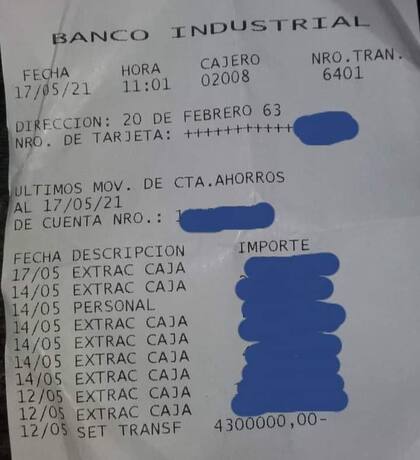 BANCO INDUSTRIAL
FECHA HORA CAJERO NRO.TRAN.
17/05/21 11:01 02008 6401
DIRECCION: 20 DE FEBRERO 63
NRO. DE TARJETA: +++++++++++
ULTIMOS MOV. DE CTA.AHORROS
AL 17/05/21
DE CUENTA NRO.: 1
FECHA DESCRIPCION IMPORTE
17/05 EXTRAC CAJA
14/05 EXTRAC CAJA
14/05 PERSONAL
14/05 EXTRAC CAJA
14/05 EXTRAC CAJA
14/05 EXTRAC CAJA
14/05 EXTRAC CAJA
12/05 EXTRAC CAJA
12/05 EXTRAC CAJA
12/05 SET TRANSF 4300000,00-